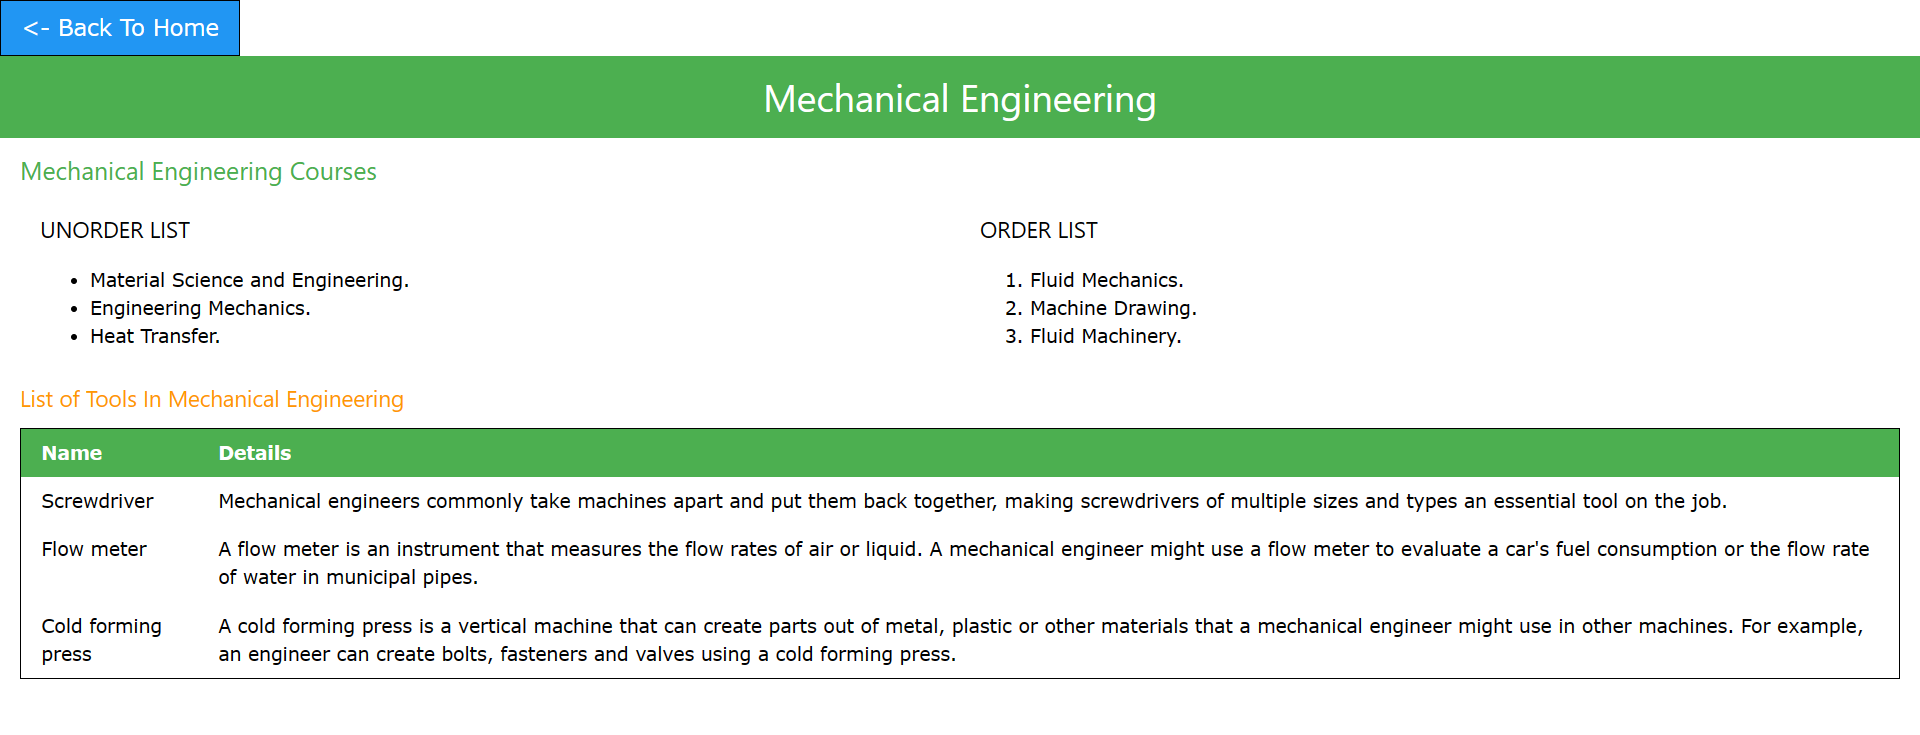 <- Back To Home
Mechanical Engineering
Mechanical Engineering Courses
UNORDER LIST
• Material Science and Engineering.
• Engineering Mechanics.
• Heat Transfer.
ORDER LIST
1. Fluid Mechanics.
2. Machine Drawing.
3. Fluid Machinery.
List of Tools In Mechanical Engineering
Name Details
Screwdriver Mechanical engineers commonly take machines apart and put them back together, making screwdrivers of multiple sizes and types an essential tool on the job.
Flow meter A flow meter is an instrument that measures the flow rates of air or liquid. A mechanical engineer might use a flow meter to evaluate a car's fuel consumption or the flow rate
of water in municipal pipes.
Cold forming A cold forming press is a vertical machine that can create parts out of metal, plastic or other materials that a mechanical engineer might use in other machines. For example,
press an engineer can create bolts, fasteners and valves using a cold forming press.